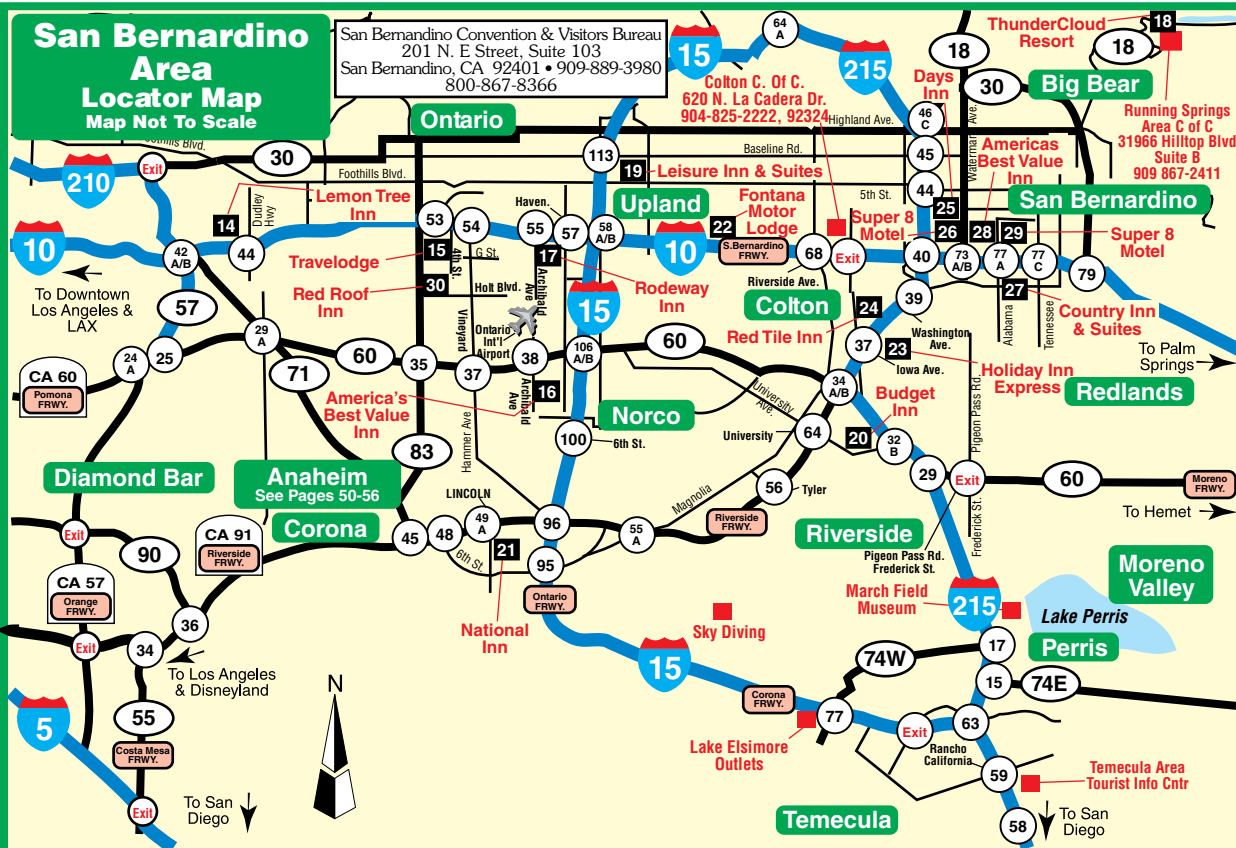 San Bernardino
Area
Locator Map
Map Not To Scale
San Bernandino Convention & Visitors Bureau
201 N. E Street, Suite 103
San Bernandino, CA 92401 • 909-889-3980
800-867-8366
15
64
A
215
18
ThunderCloud
Resort
18
18
Colton C. Of C.
620 N. La Cadera Dr.
904-825-2222, 92324
Days
Inn
30
Big Bear
Running Springs
Area C of C
31966 Hilltop Blvd
Suite B
909 867-2411
Ontario
Highland Ave.
46
C
Waterman Ave.
Foothills Blvd.
Exit
30
113
Baseline Rd.
45
Americas
Best Value
Inn
210
Foothills Blvd.
19
Leisure Inn & Suites
44
5th St.
14
Lemon Tree
Inn
Dudley
Hwy
Haven.
Upland
22
Fontana
Motor
Lodge
25
San Bernardino
10
42
A/B
44
53
54
55
57
58
A/B
10
S.Bernardino
FRWY.
68
Exit
Super 8
Motel
26
28
29
Super 8
Motel
40
73
A/B
77
A
77
C
79
To Downtown
Los Angeles &
LAX
Travelodge
15
4th St.
G St.
17
Rodeway
Inn
Riverside Ave.
Colton
39
27
Country Inn
& Suites
Red Roof
Inn
30
Holt Blvd.
Archibald
Ave
15
24
Red Tile Inn
Washington
Ave.
Alabama
Tennessee
57
Vineyard
Ontario
Int'l
Airport
29
A
60
35
37
38
106
A/B
60
37
Iowa Ave.
23
Holiday Inn
Express
To Palm
Springs
24
A
25
71
CA 60
Pomona
FRWY.
America's
Best Value
Inn
16
Archibald
Ave
Norco
University
Ave.
34
A/B
Budget
Inn
Redlands
Pigeon Pass Rd.
83
Hammer Ave
100
6th St.
University
64
20
32
B
Diamond Bar
Anaheim
See Pages 50-56
Corona
LINCOLN
49
A
96
Magnolia
56
Tyler
29
Exit
60
Moreno
FRWY.
To Hemet
Exit
CA 91
Riverside
FRWY.
45
48
55
A
Riverside
FRWY.
Riverside
Frederick St.
90
6th St.
21
95
Pigeon Pass Rd.
Frederick St.
Moreno
Valley
CA 57
Orange
FRWY.
Ontario
FRWY.
March Field
Museum
215
Lake Perris
36
National
Inn
Sky Diving
Exit
34
17
Perris
To Los Angeles
& Disneyland
N
15
74W
15
74E
55
Corona
FRWY.
77
Exit
63
5
Costa Mesa
FRWY.
Lake Elsimore
Outlets
Rancho
California
59
Temecula Area
Tourist Info Cntr
Exit
To San
Diego
Temecula
58
To San
Diego